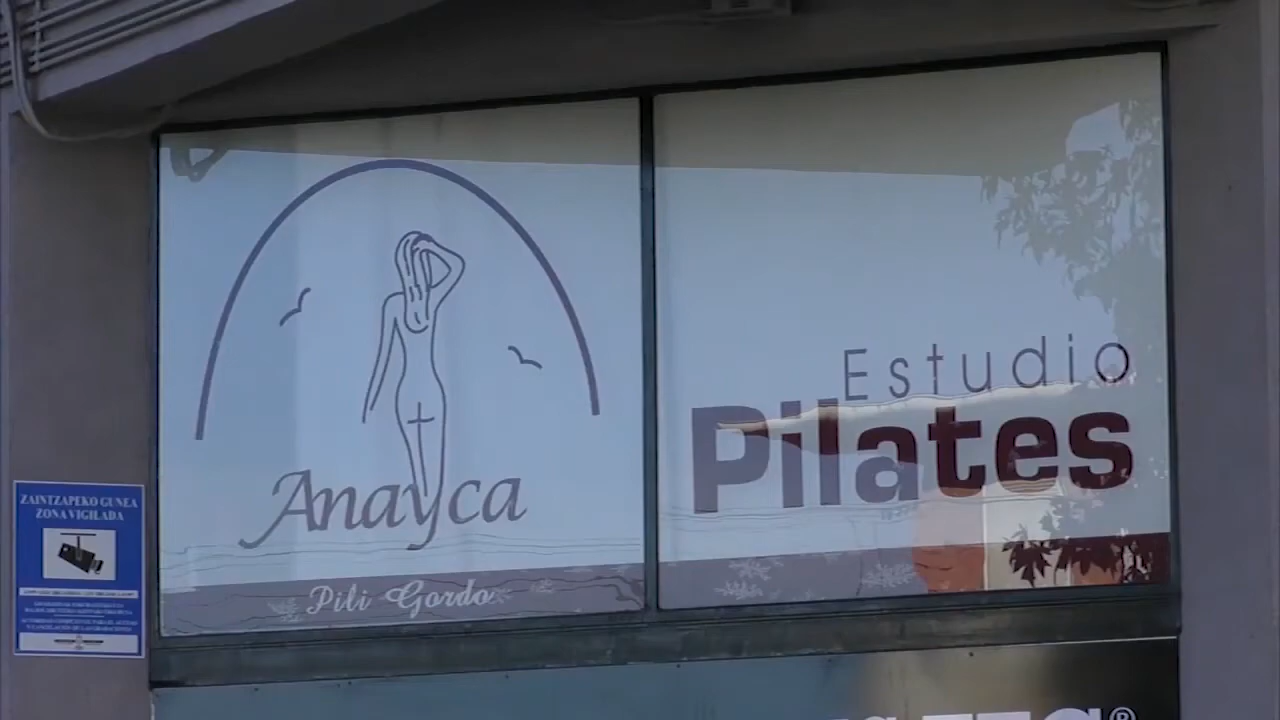 Anayca
Pili Gordo
Estudio
Pilates
ZAINTZAPEKO GUNEA
ZONA VIGILADA